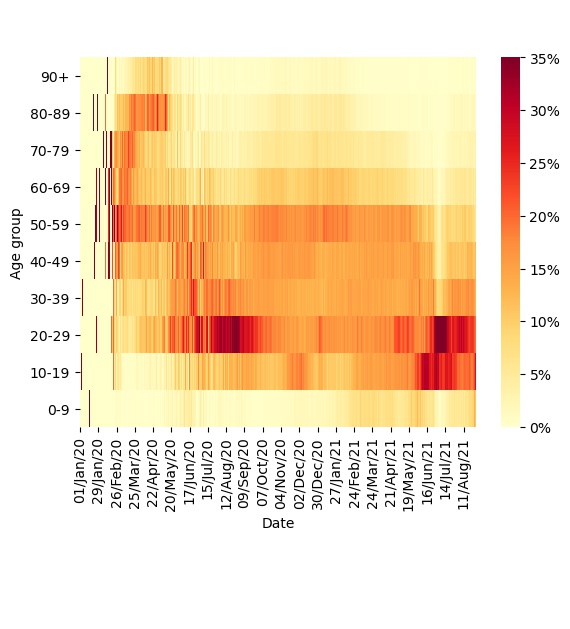 90+
80-89
70-79
60-69
50-59
40-49
30-39
20-29
10-19
0-9
Age group
01/Jan/20
29/Jan/20
26/Feb/20
25/Mar/20
22/Apr/20
20/May/20
17/Jun/20
15/Jul/20
12/Aug/20
09/Sep/20
07/Oct/20
04/Nov/20
02/Dec/20
30/Dec/20
27/Jan/21
24/Feb/21
24/Mar/21
21/Apr/21
19/May/21
16/Jun/21
14/Jul/21
11/Aug/21
Date
35%
30%
25%
20%
15%
10%
5%
0%